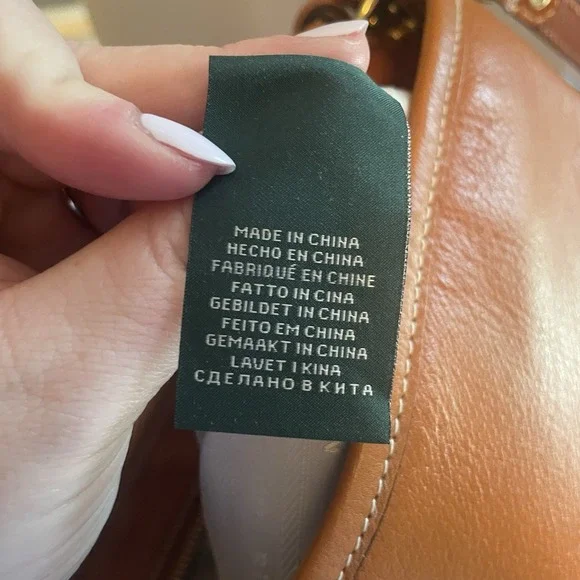 MADE IN CHINA
HECHO EN CHINA
FABRIQUÉ EN CHINE
FATTO IN CINA
GEBILDET IN CHINA
FEITO EM CHINA
GEMAAKT IN CHINA
LAVET I KINA
СДЕЛАНО В КИТА